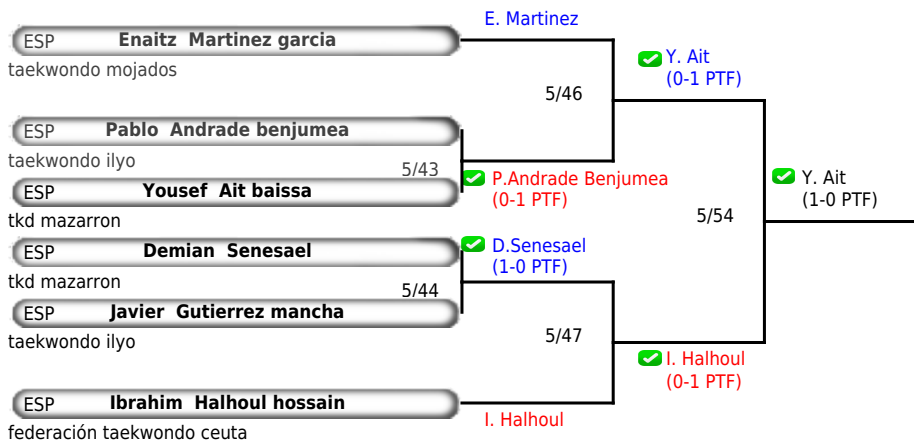 E. Martinez
ESP Enaitz Martinez garcia
taekwondo mojados
Y. Ait
(0-1 PTF)
5/46
ESP Pablo Andrade benjumea
taekwondo ilyo
5/43
P.Andrade Benjumea
(0-1 PTF)
ESP Yousef Ait baissa
tkd mazarron
Y. Ait
(1-0 PTF)
5/54
ESP Demian Senesael
tkd mazarron
D.Senesael
(1-0 PTF)
5/44
ESP Javier Gutierrez mancha
taekwondo ilyo
5/47
I. Halhoul
(0-1 PTF)
ESP Ibrahim Halhoul hossain
federación taekwondo ceuta
I. Halhoul